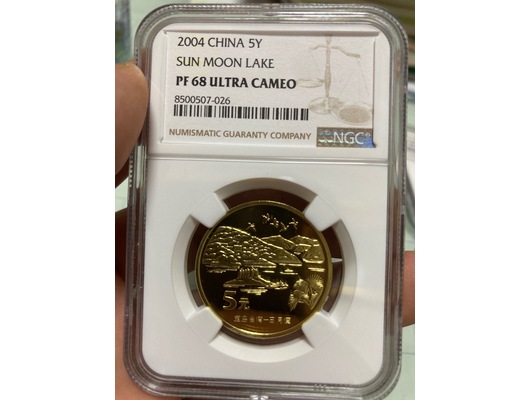 2004 CHINA 5Y
SUN MOON LAKE
PF 68 ULTRA CAMEO
8500507-026
NUMISMATIC GUARANTY COMPANY
NGC
5元